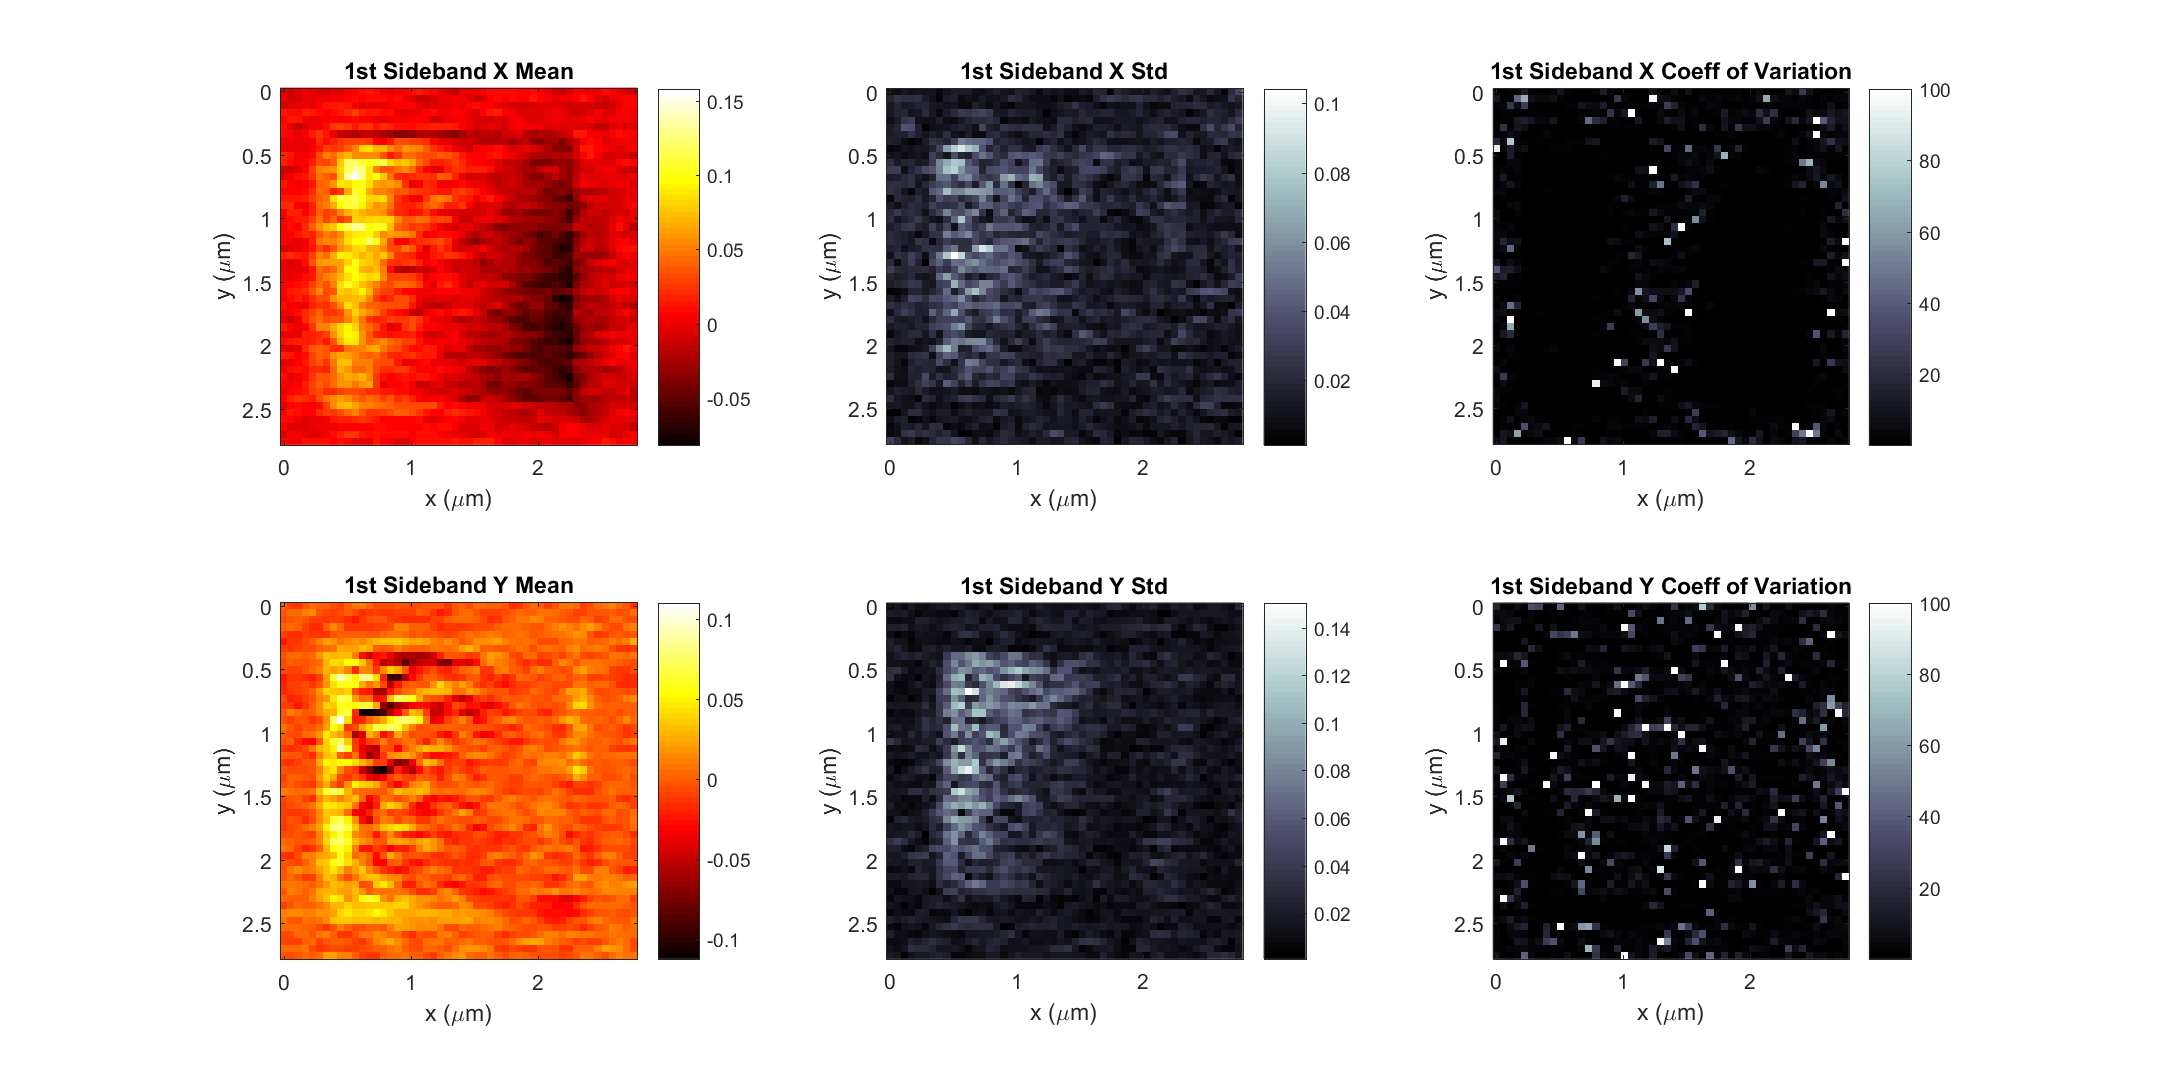 1st Sideband X Mean
0
0.5
1
1.5
2
2.5
y (μm)
0 1 2
x (μm)
0.15
0.1
0.05
0
-0.05
1st Sideband X Std
0
0.5
1
1.5
2
2.5
y (μm)
0 1 2
x (μm)
0.1
0.08
0.06
0.04
0.02
1st Sideband X Coeff of Variation
0
0.5
1
1.5
2
2.5
y (μm)
0 1 2
x (μm)
100
80
60
40
20
1st Sideband Y Mean
0
0.5
1
1.5
2
2.5
y (μm)
0 1 2
x (μm)
0.1
0.05
0
-0.05
-0.1
1st Sideband Y Std
0
0.5
1
1.5
2
2.5
y (μm)
0 1 2
x (μm)
0.14
0.12
0.1
0.08
0.06
0.04
0.02
1st Sideband Y Coeff of Variation
0
0.5
1
1.5
2
2.5
y (μm)
0 1 2
x (μm)
100
80
60
40
20